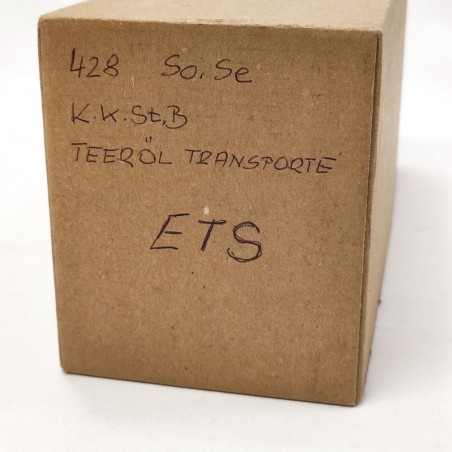 428 So.Se
K.K.St.B
TEERÖL TRANSPORTE
ETS